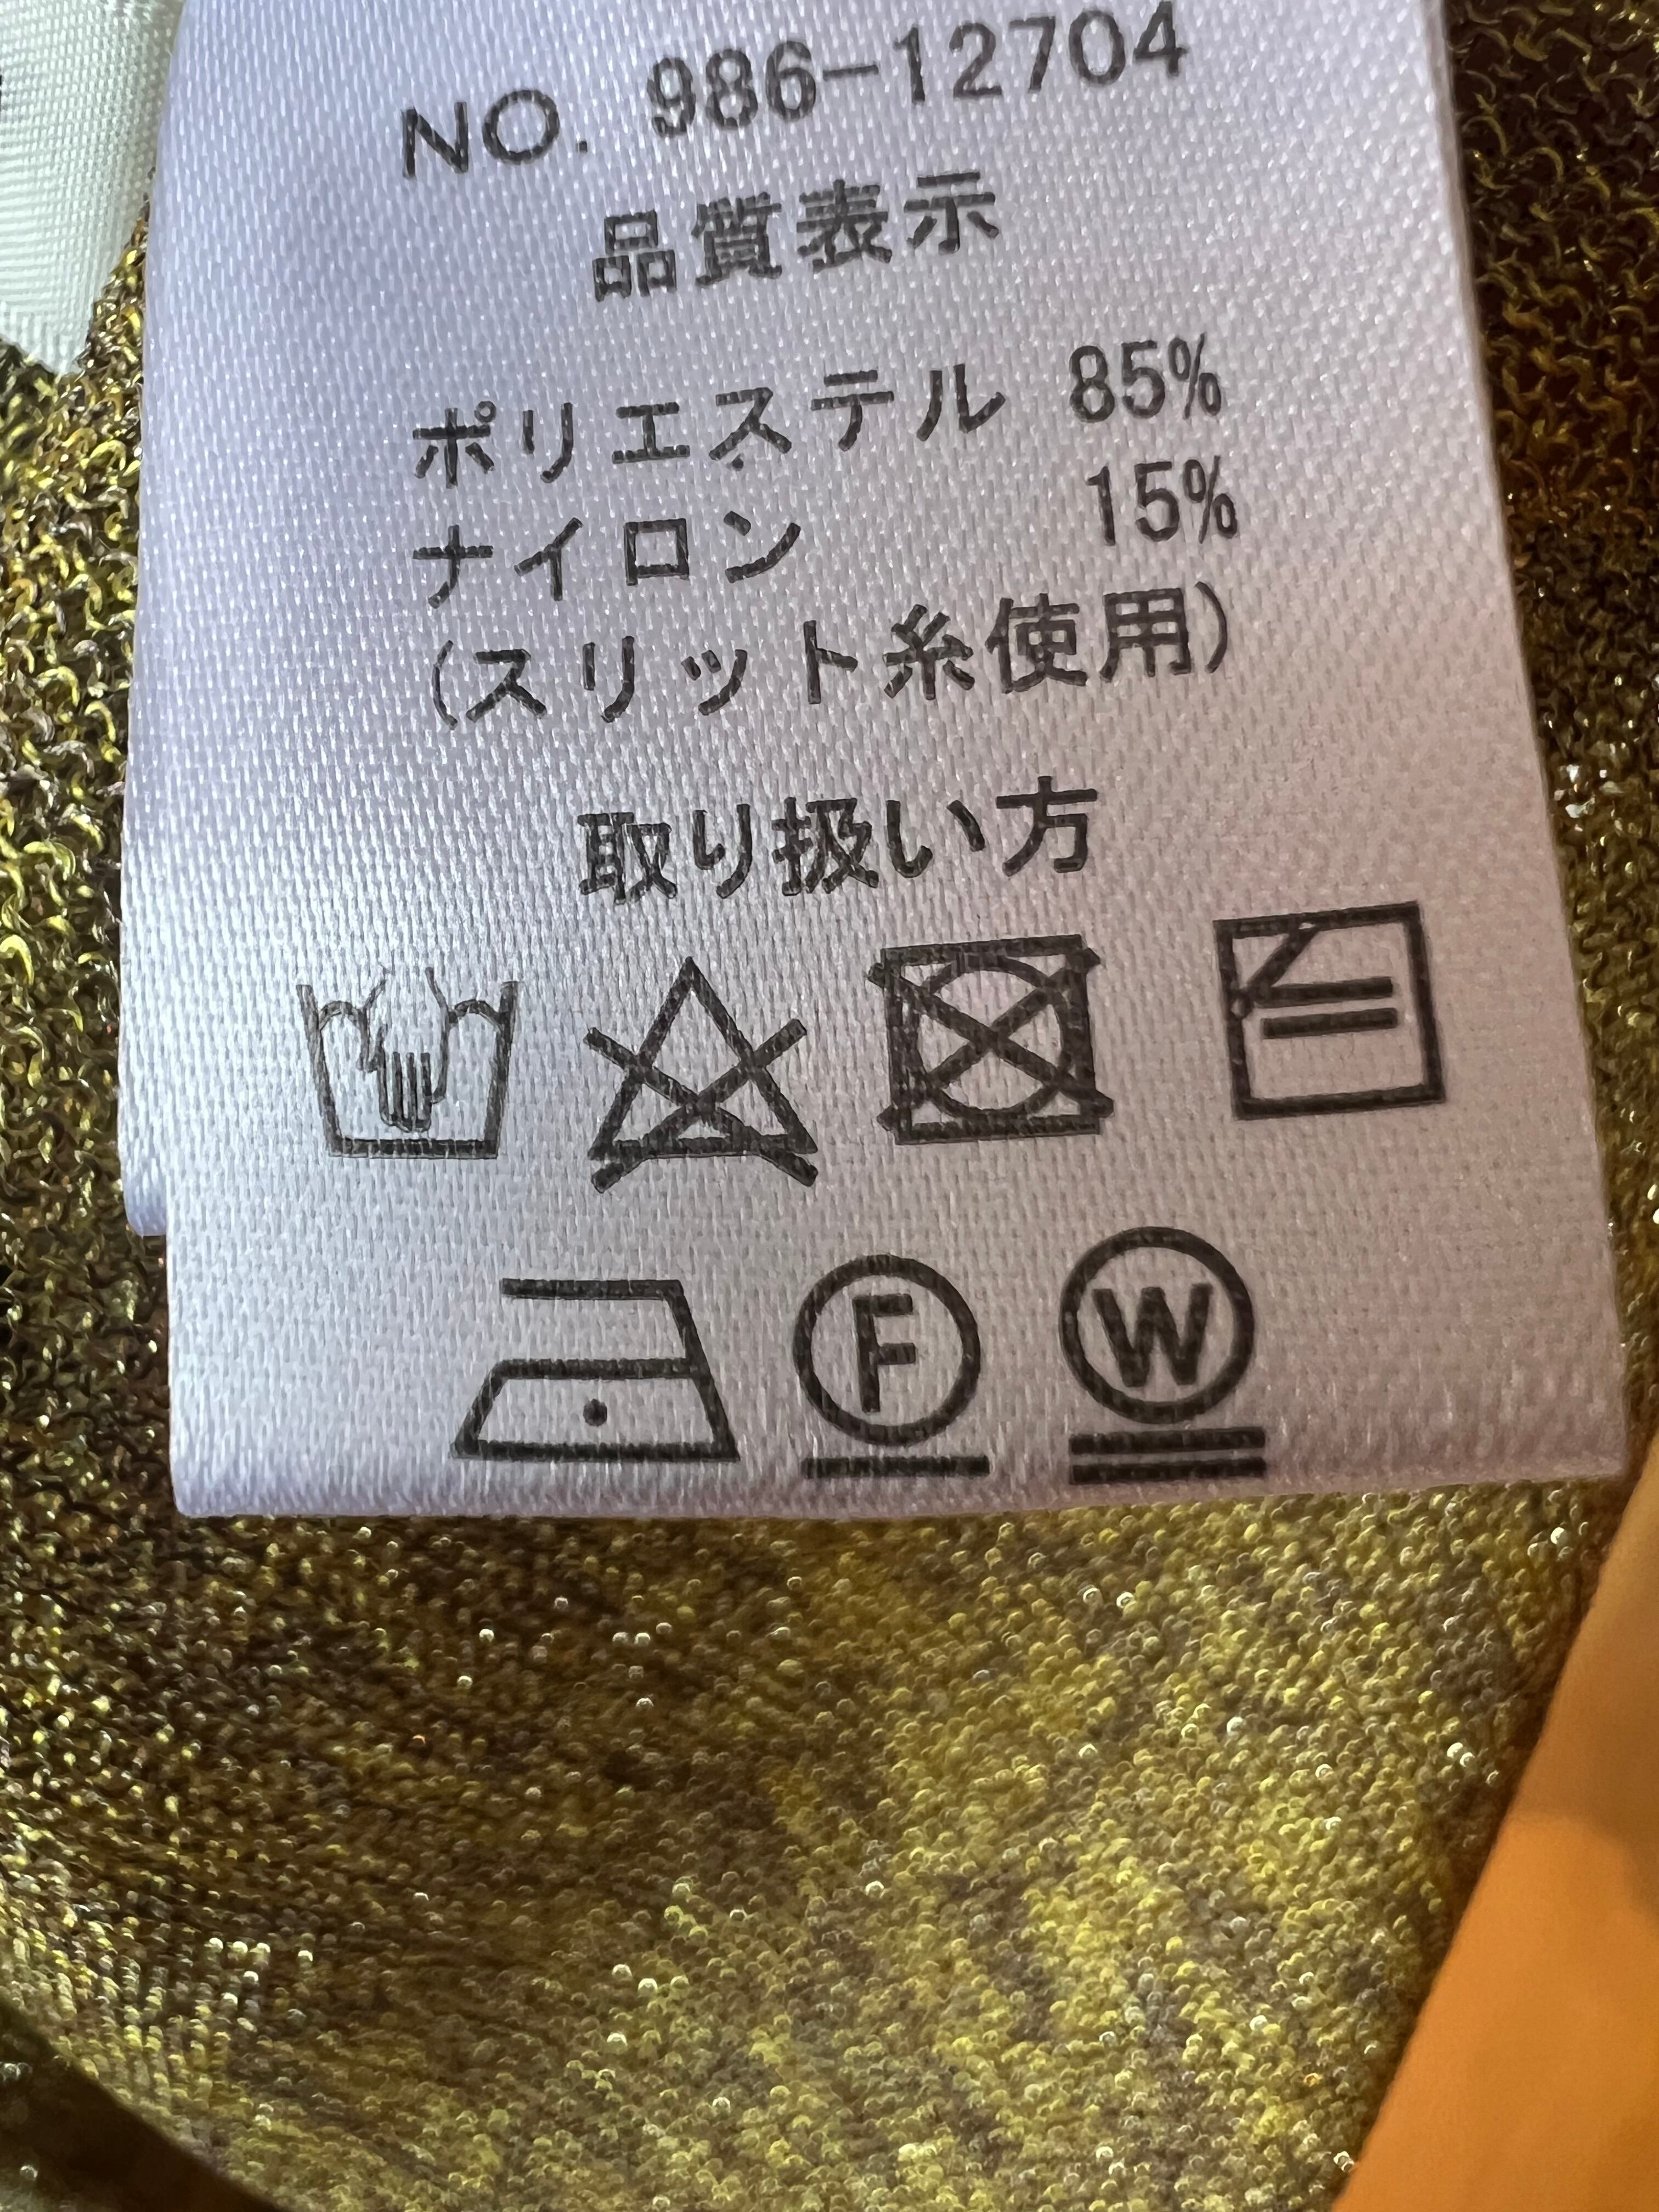 NO. 986-12704
品質表示
ポリエステル 85%
ナイロン 15%
(スリット糸使用)
取り扱い方
F W